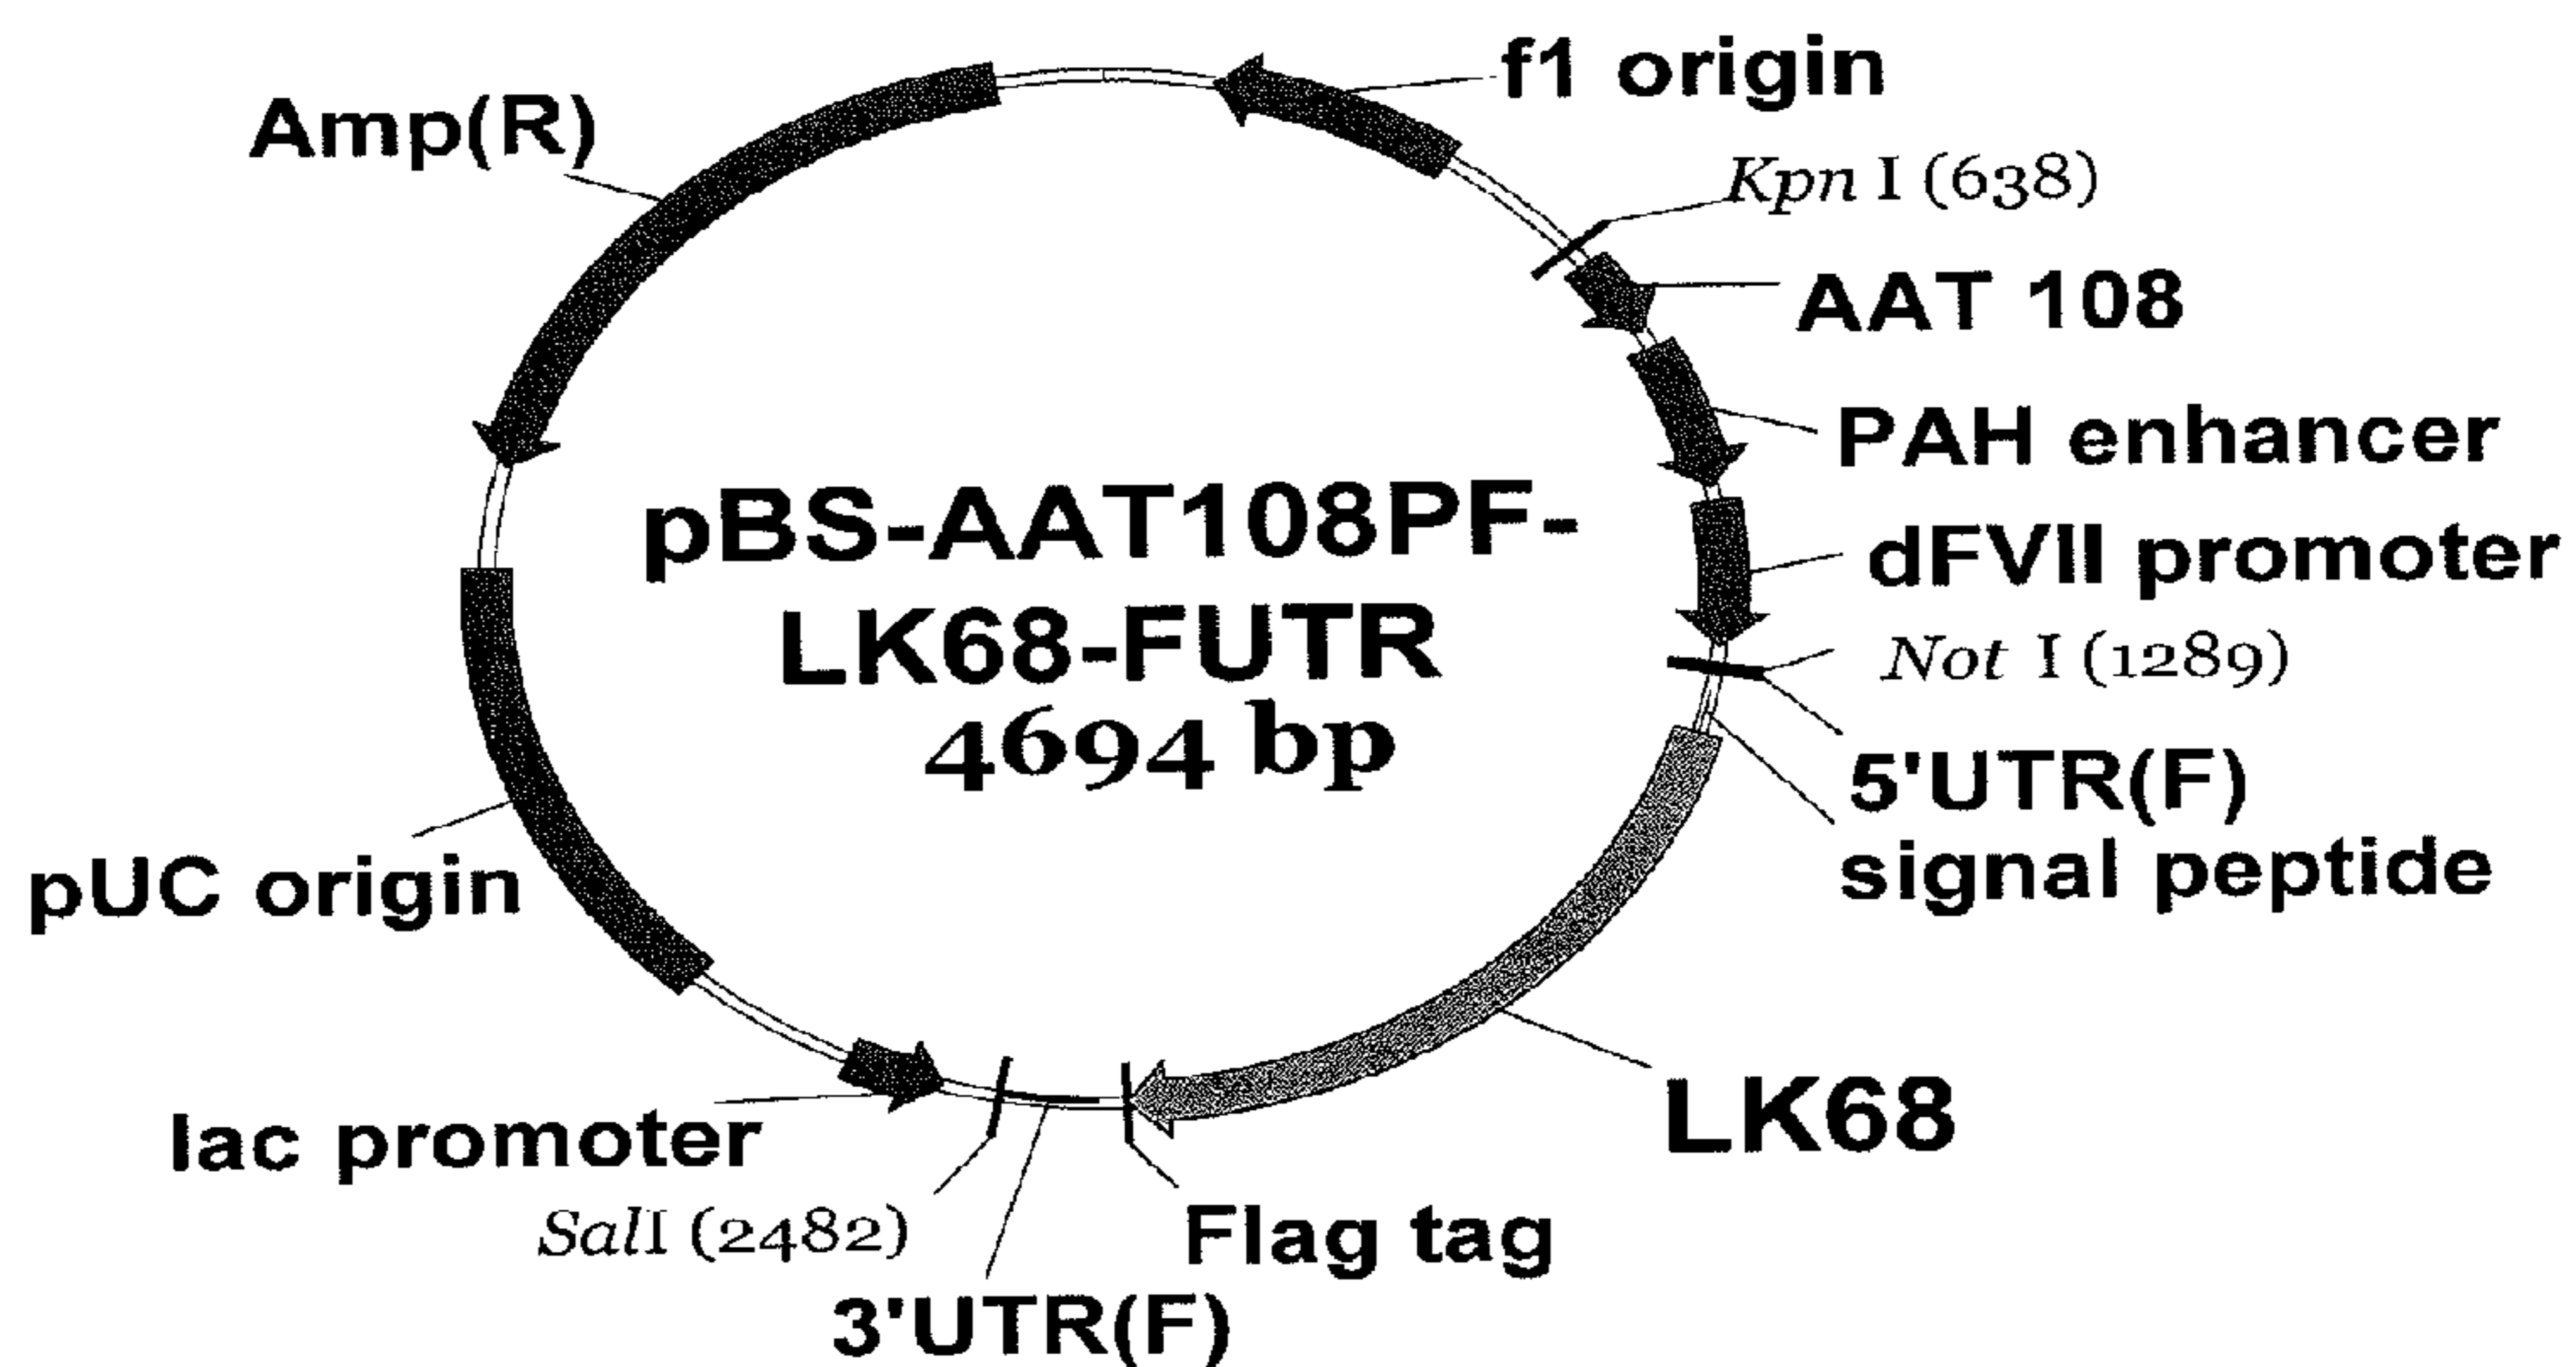 f1 origin
Amp(R)
Kpn I (638)
AAT 108
PAH enhancer
pBS-AAT108PF-
LK68-FUTR
4694 bp
dFVII promoter
Not I (1289)
5'UTR(F)
signal peptide
pUC origin
LK68
lac promoter
SalI (2482)
Flag tag
3'UTR(F)